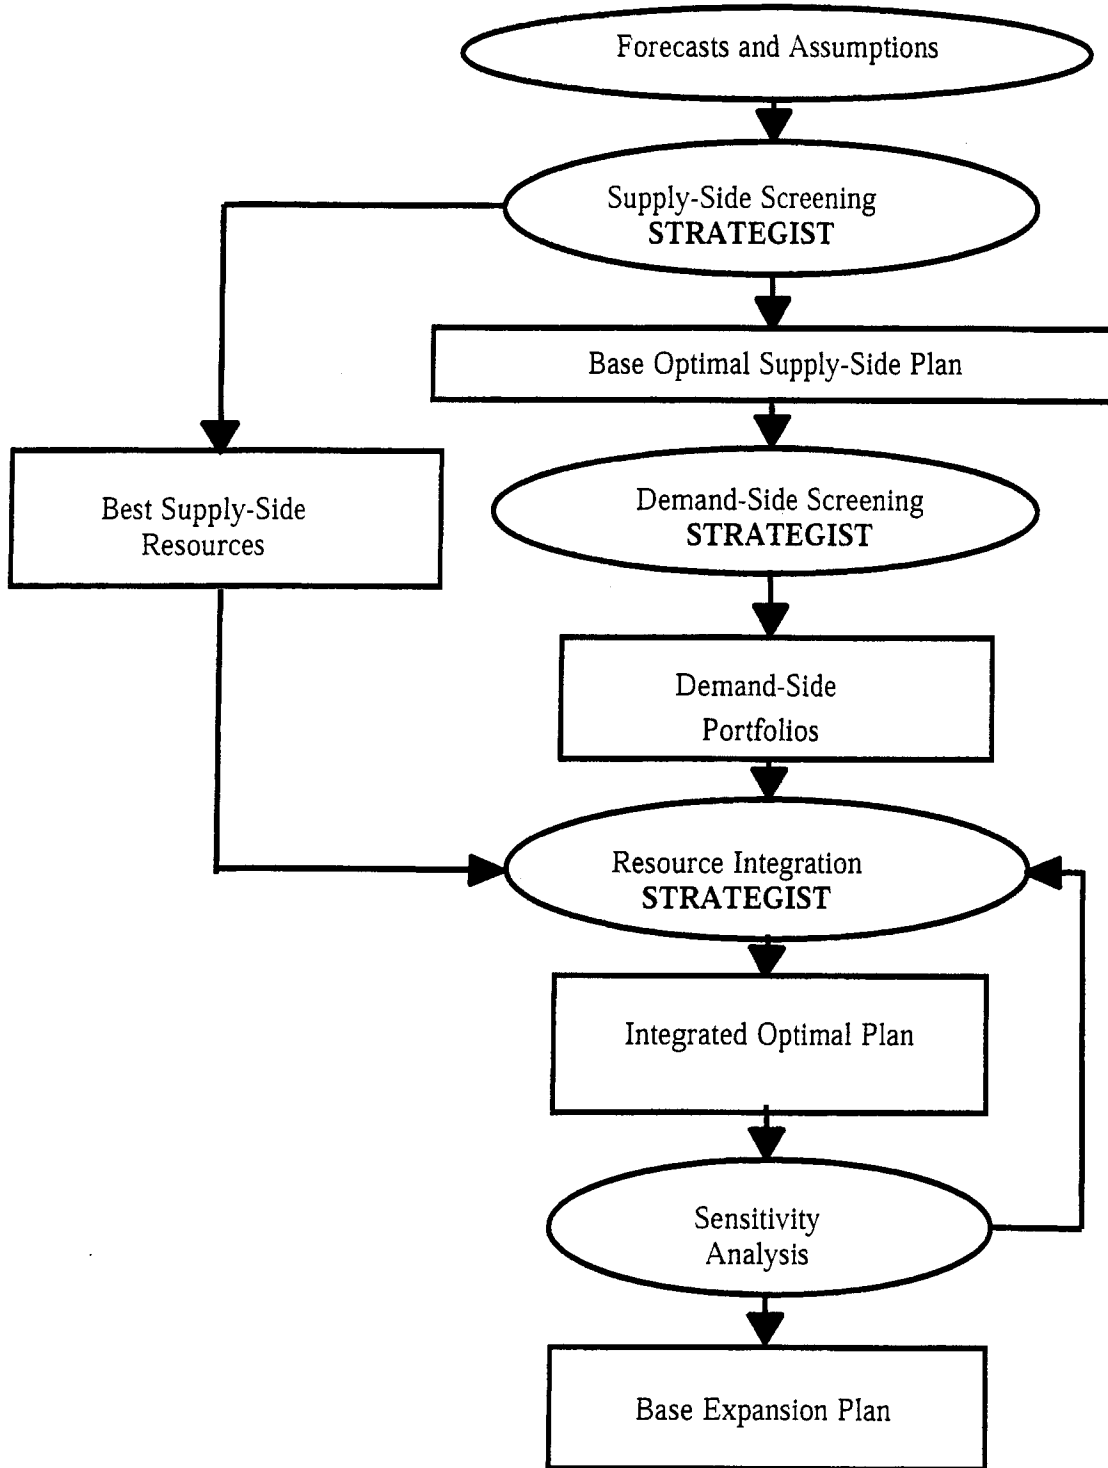 Forecasts and Assumptions
Supply-Side Screening
STRATEGIST
Base Optimal Supply-Side Plan
Best Supply-Side
Resources
Demand-Side Screening
STRATEGIST
Demand-Side
Portfolios
Resource Integration
STRATEGIST
Integrated Optimal Plan
Sensitivity
Analysis
Base Expansion Plan